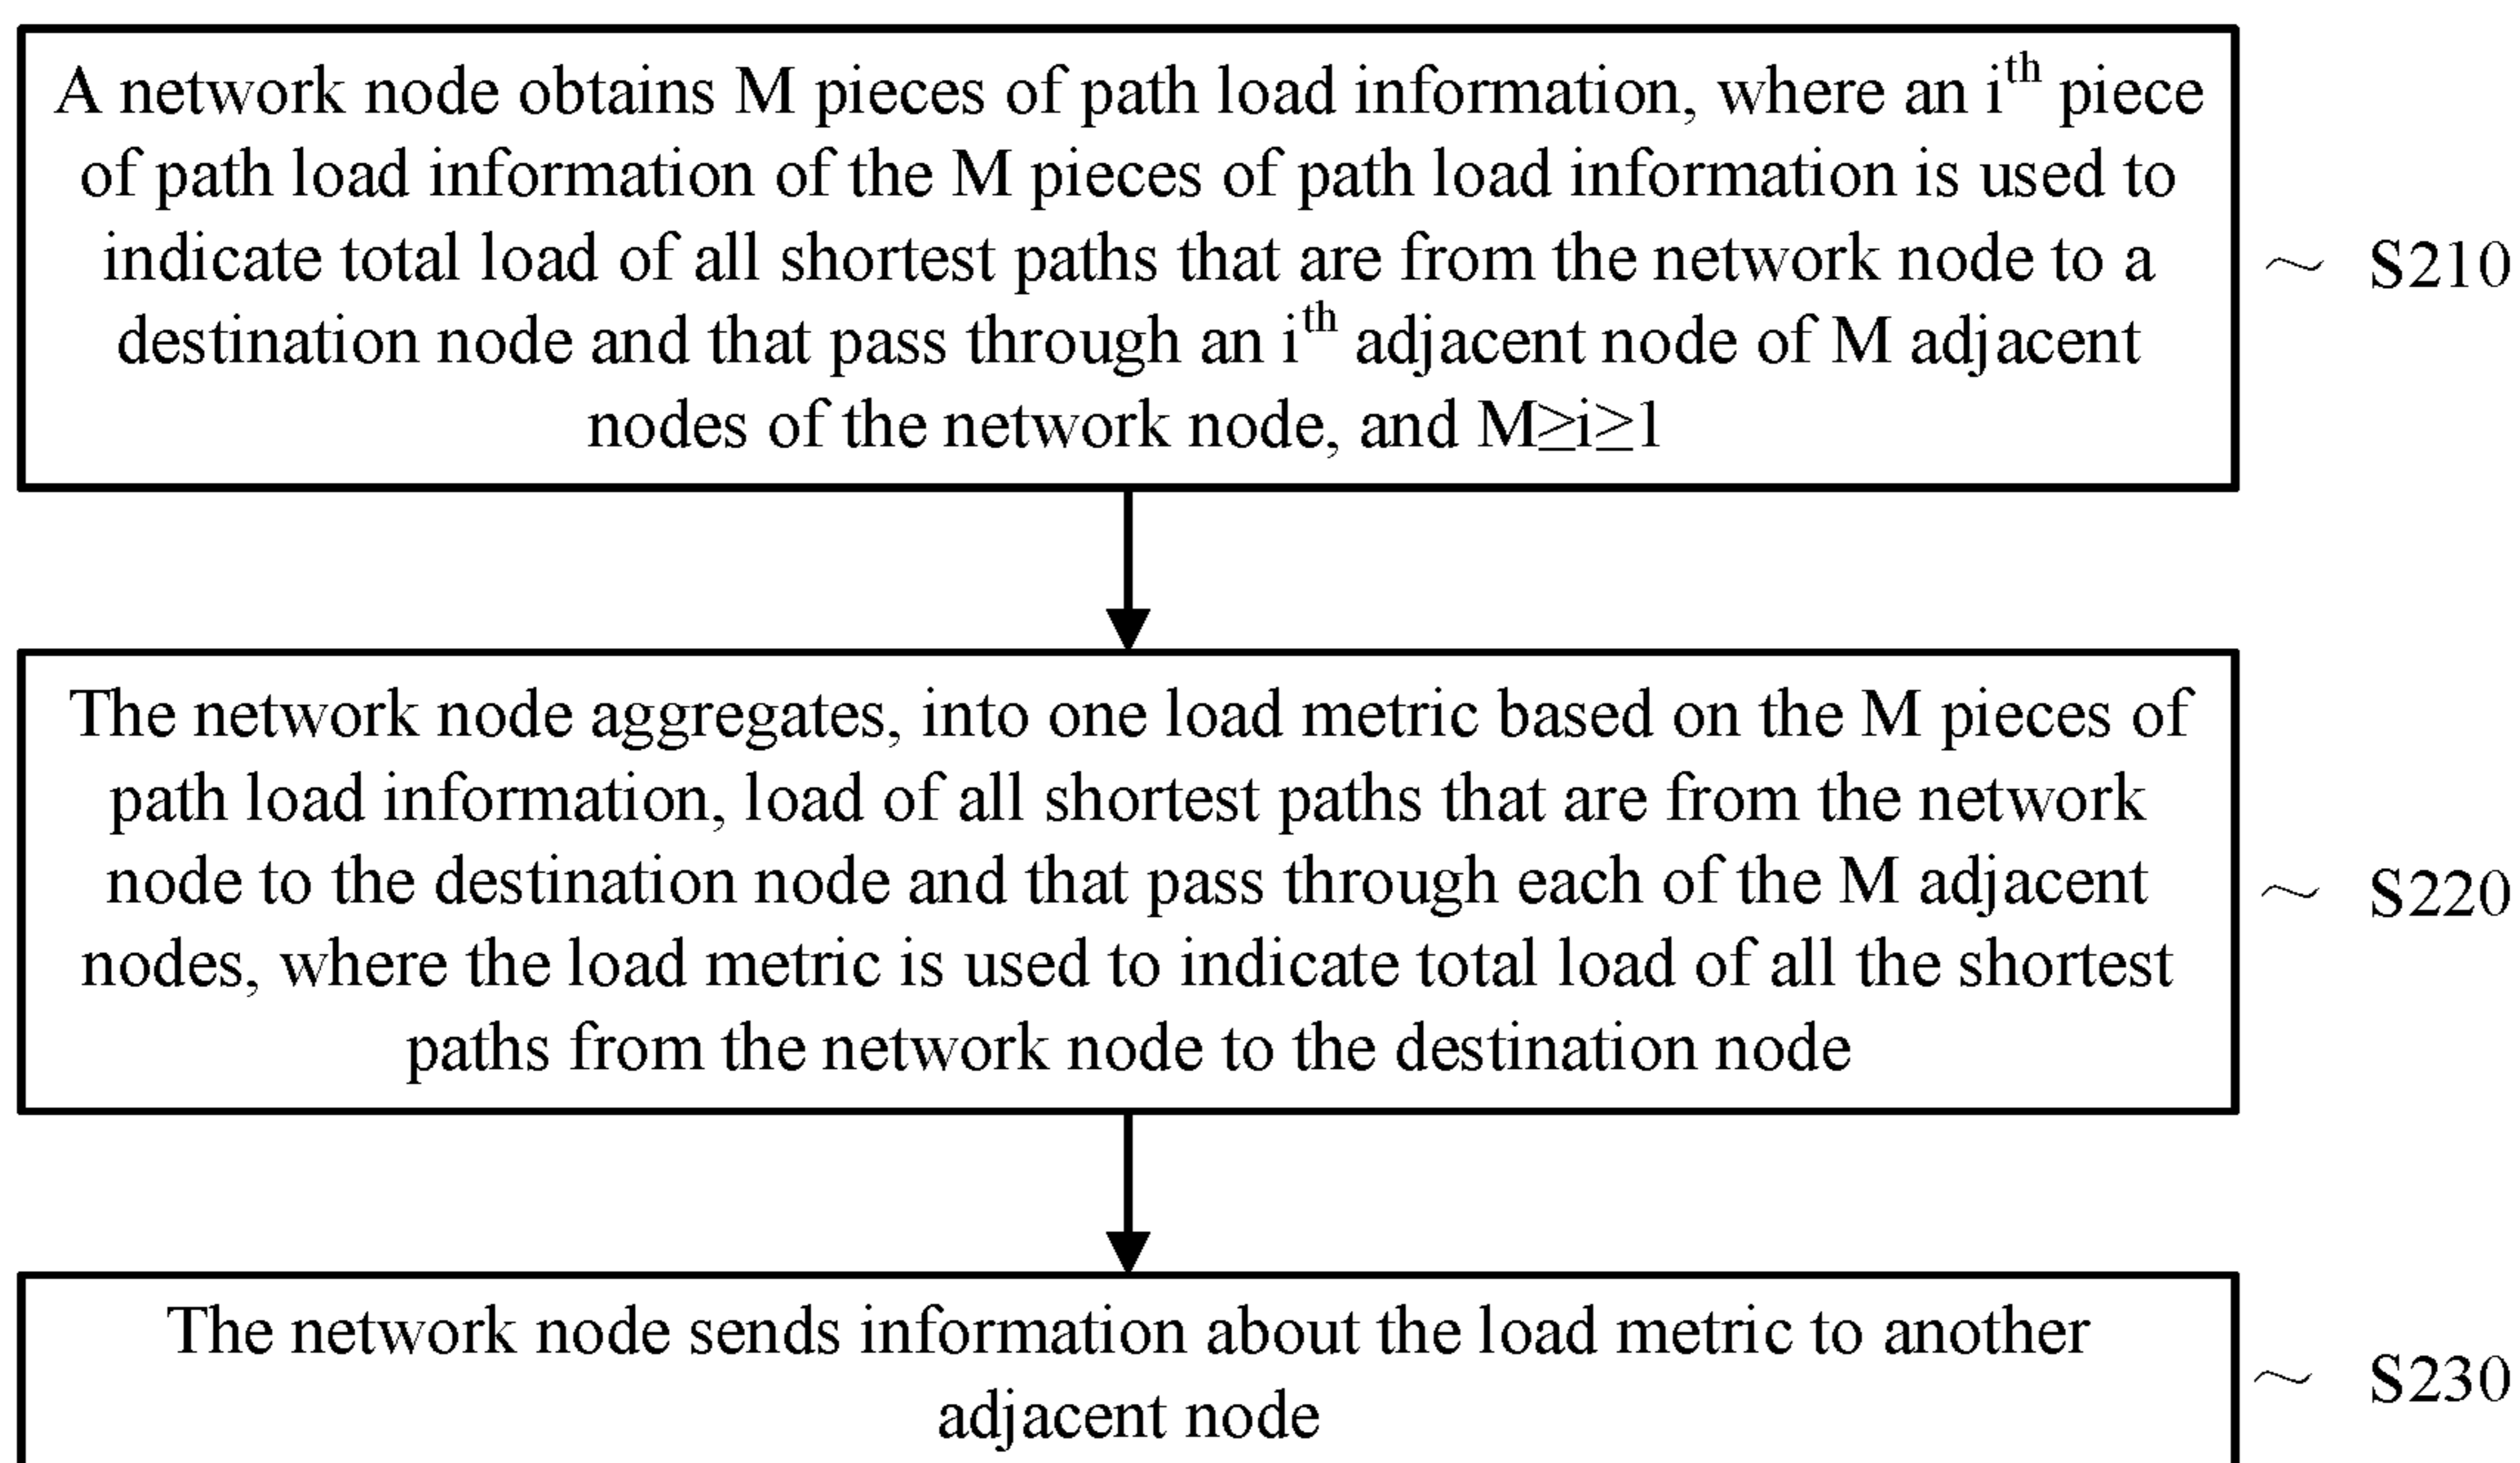 A network node obtains M pieces of path load information, where an iᵗʰ piece
of path load information of the M pieces of path load information is used to
indicate total load of all shortest paths that are from the network node to a
destination node and that pass through an iᵗʰ adjacent node of M adjacent
nodes of the network node, and M≥i≥1
~ S210
The network node aggregates, into one load metric based on the M pieces of
path load information, load of all shortest paths that are from the network
node to the destination node and that pass through each of the M adjacent
nodes, where the load metric is used to indicate total load of all the shortest
paths from the network node to the destination node
~ S220
The network node sends information about the load metric to another
adjacent node
~ S230